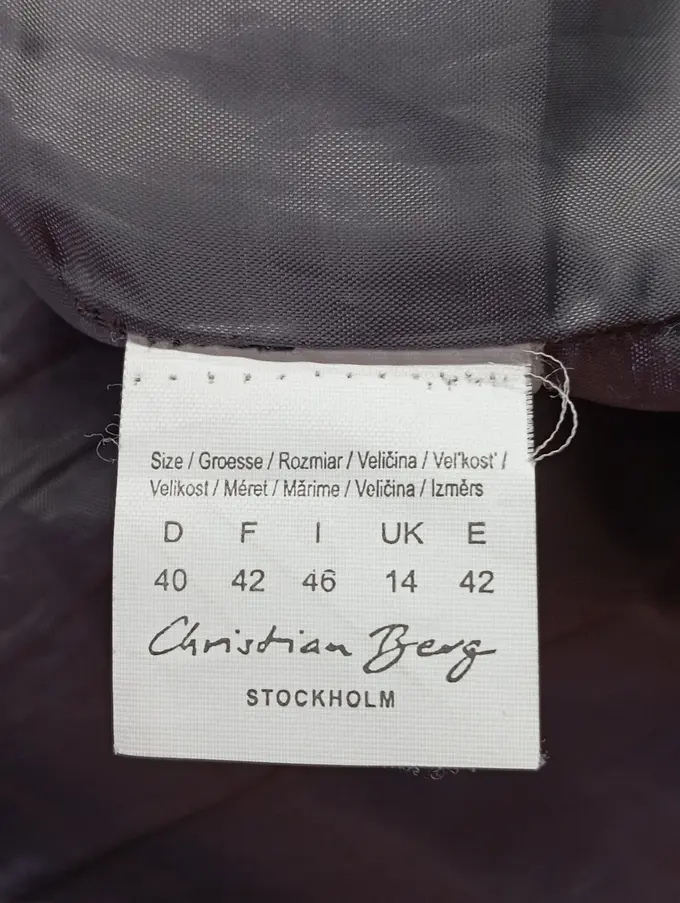 Size / Groesse / Rozmiar / Veličina / Veľkosť /
Velikost / Méret / Mărime / Veličina / Izmērs
D F I UK E
40 42 46 14 42
Christian Berg
STOCKHOLM